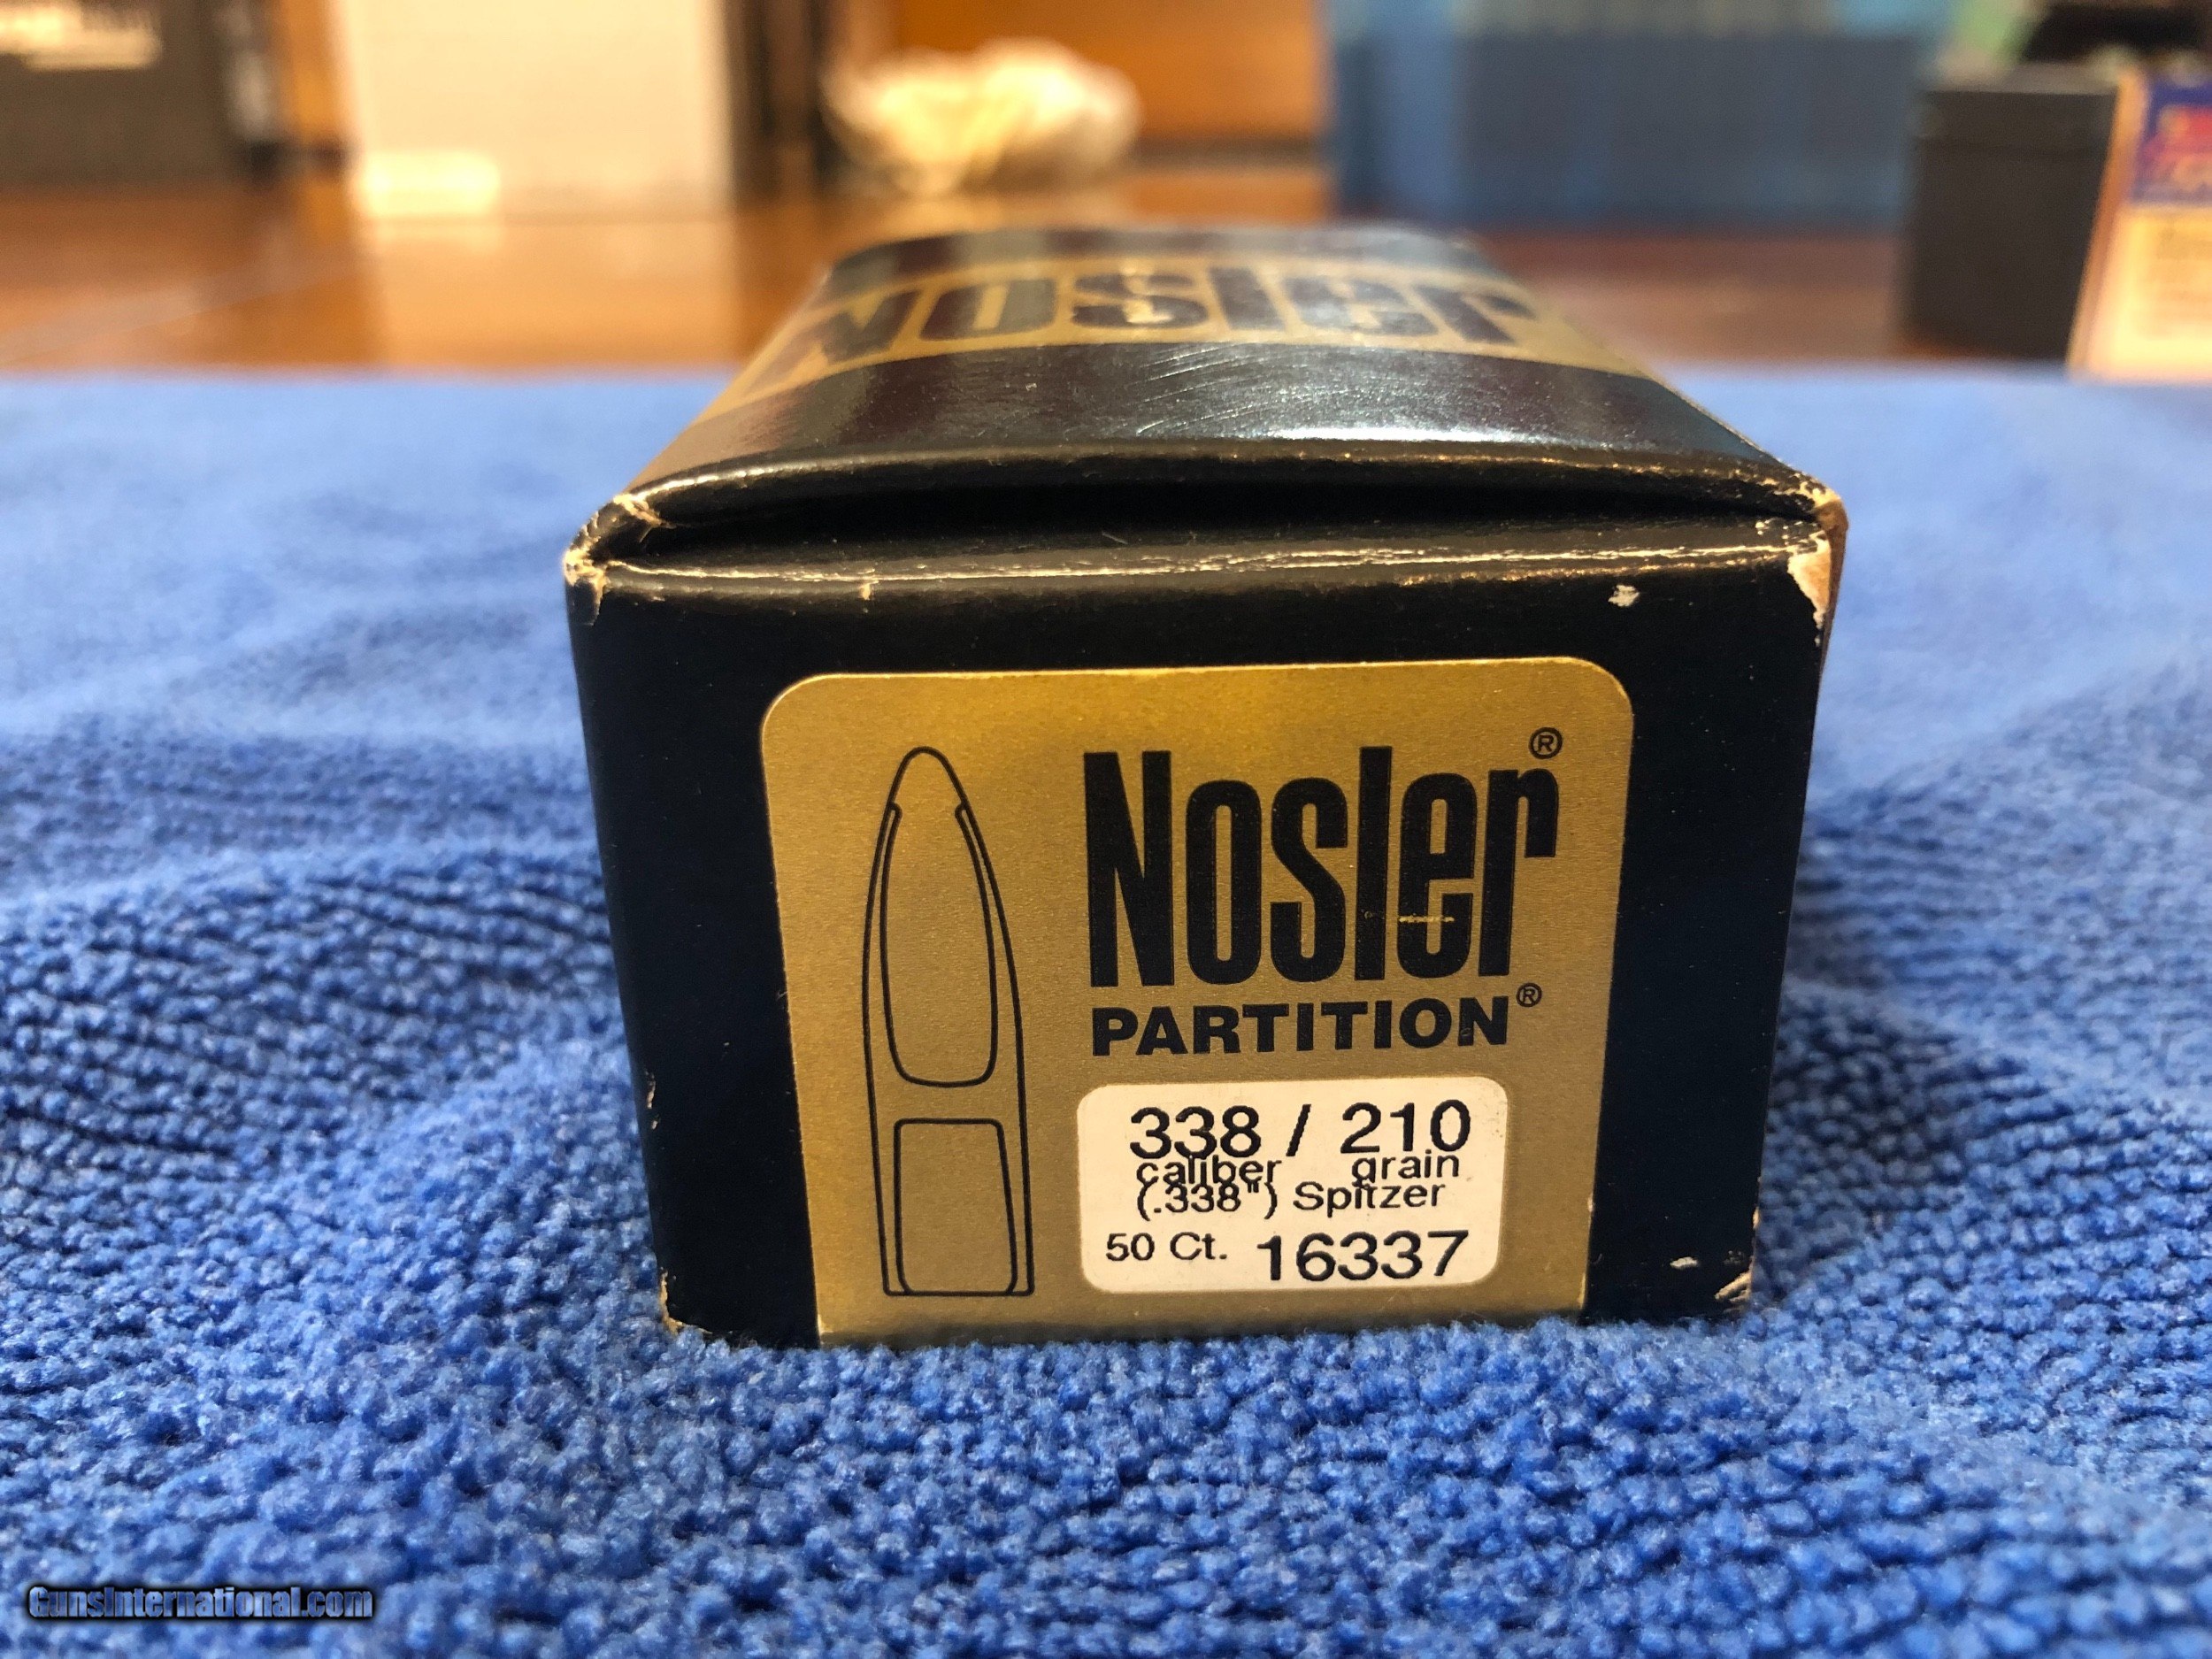 Nosler
Nosler®
PARTITION®
338 / 210
caliber grain
(.338") Spitzer
50 Ct. 16337
GunsInternational.com